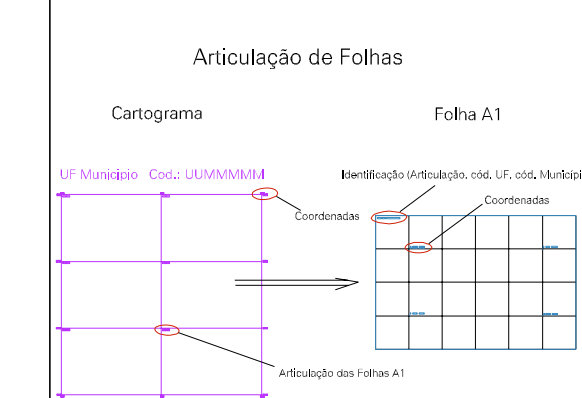 Articulação de Folhas
Cartograma
Folha A1
UF Municipio Cod.: UUMMMMM
Identificação (Articulação, cód. UF, cód. Municípi
Coordenadas
Coordenadas
Articulação das Folhas A1